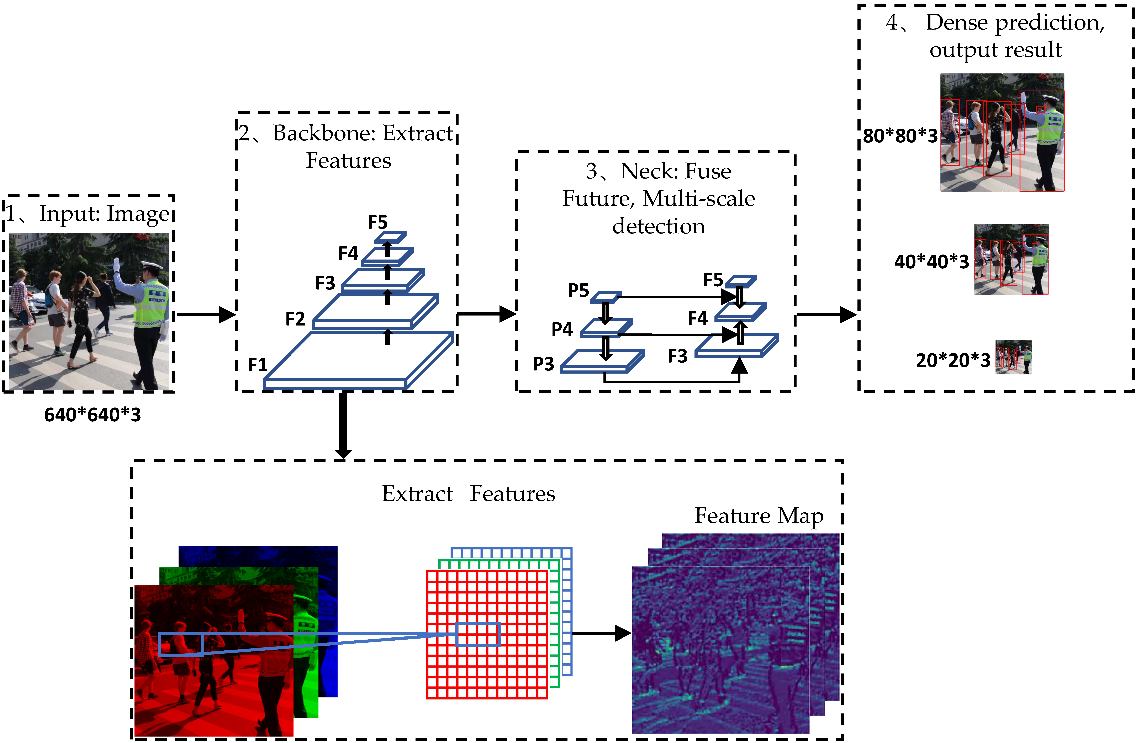 1、Input: Image
640*640*3
2、Backbone: Extract
Features
F5
F4
F3
F2
F1
3、Neck: Fuse
Future, Multi-scale
detection
P5
P4
P3
F5
F4
F3
4、Dense prediction,
output result
80*80*3
40*40*3
20*20*3
Extract Features
Feature Map